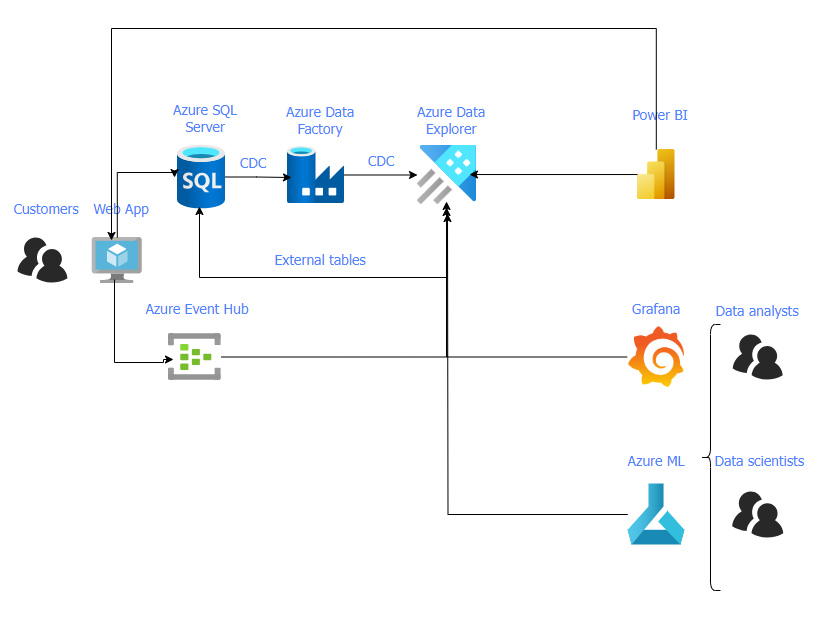 Azure SQL
Server
Azure Data
Factory
Azure Data
Explorer
Power BI
CDC
CDC
SQL
Customers
Web App
External tables
Azure Event Hub
Grafana
Data analysts
Azure ML
Data scientists